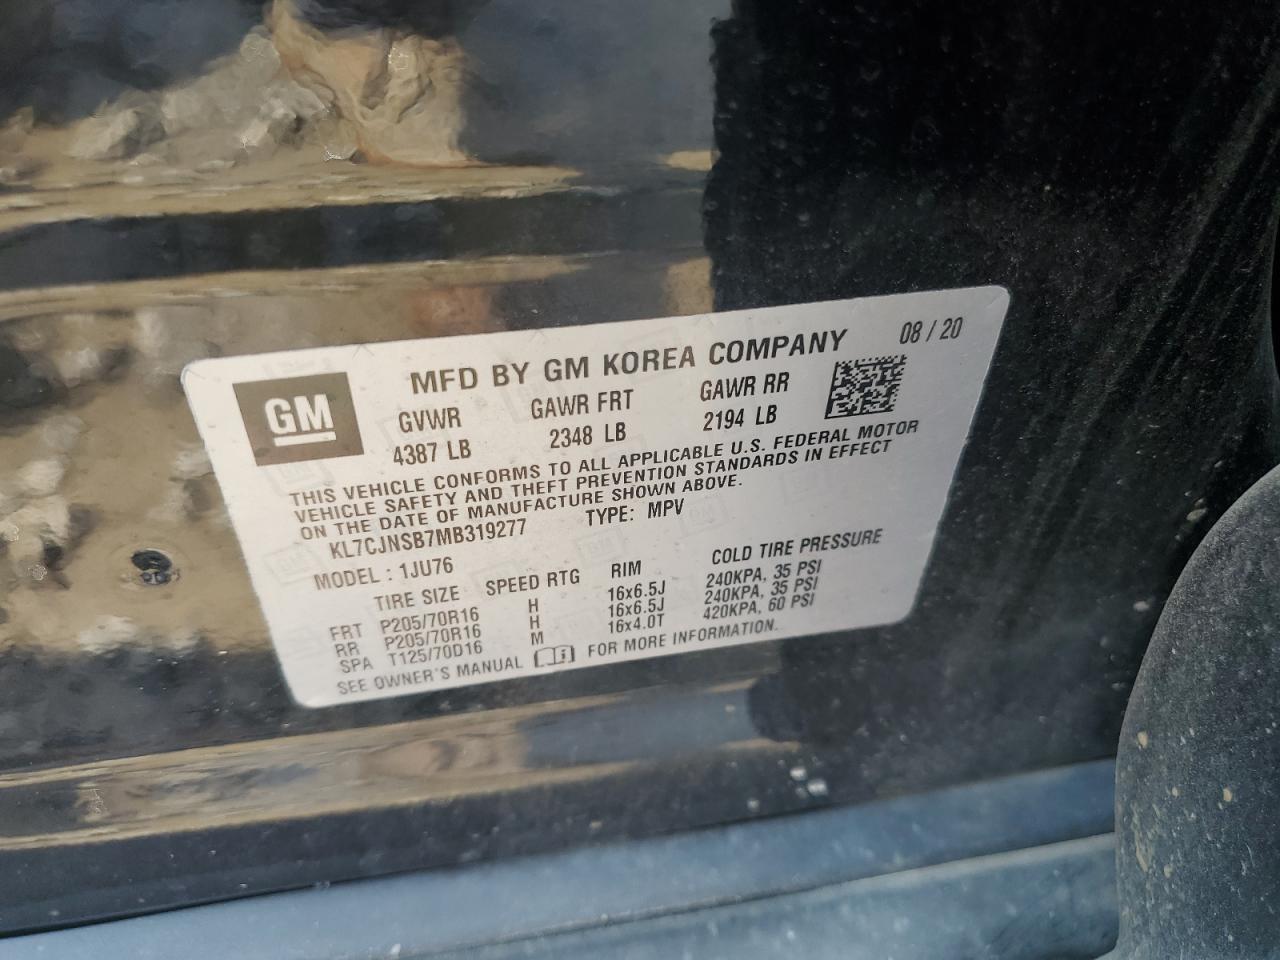 MFD BY GM KOREA COMPANY 08 / 20
GM
GVWR GAWR FRT GAWR RR
4387 LB 2348 LB 2194 LB
THIS VEHICLE CONFORMS TO ALL APPLICABLE U.S. FEDERAL MOTOR
VEHICLE SAFETY AND THEFT PREVENTION STANDARDS IN EFFECT
ON THE DATE OF MANUFACTURE SHOWN ABOVE.
KL7CJNSB7MB319277 TYPE: MPV
MODEL : 1JU76
TIRE SIZE SPEED RTG RIM COLD TIRE PRESSURE
FRT P205/70R16 H 16x6.5J 240KPA, 35 PSI
RR P205/70R16 H 16x6.5J 240KPA, 35 PSI
SPA T125/70D16 M 16x4.0T 420KPA, 60 PSI
SEE OWNER'S MANUAL FOR MORE INFORMATION.